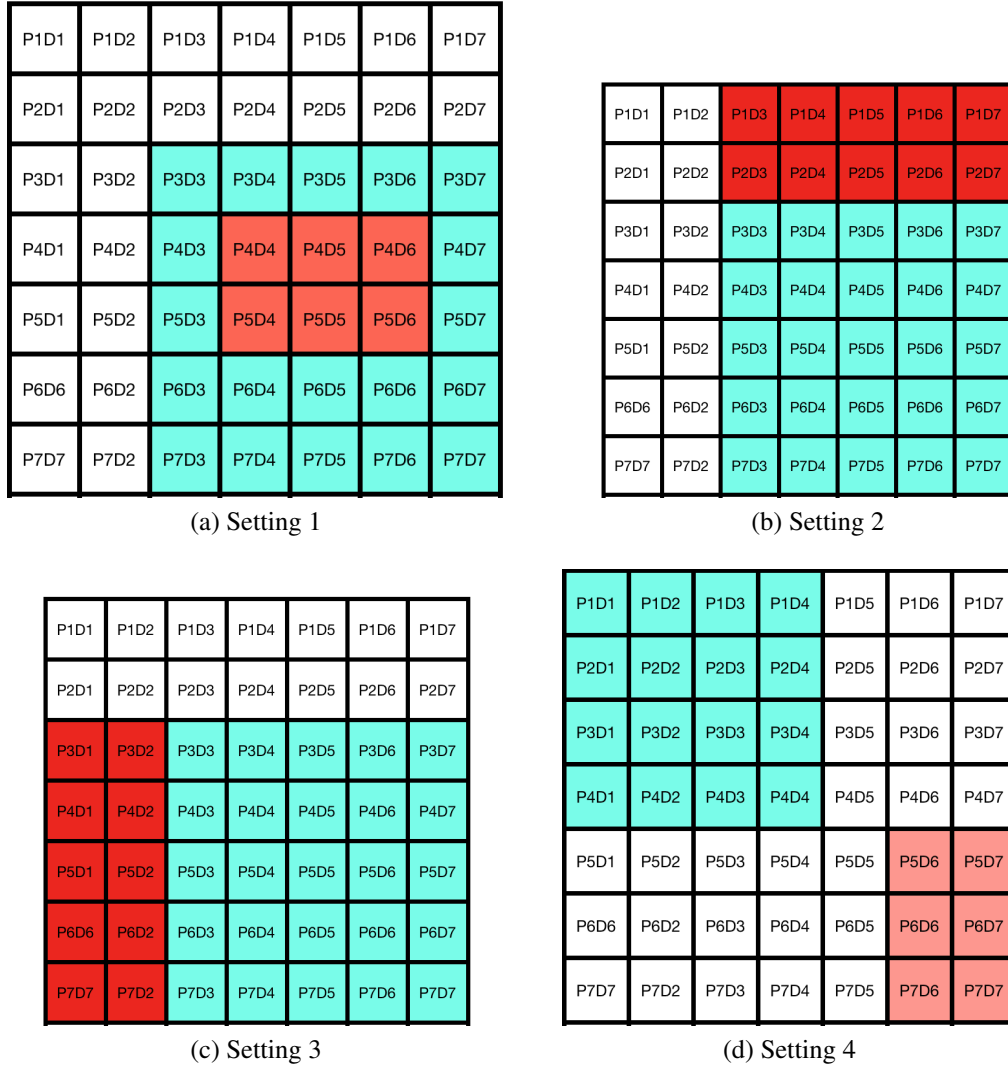 P1D1 P1D2 P1D3 P1D4 P1D5 P1D6 P1D7
P2D1 P2D2 P2D3 P2D4 P2D5 P2D6 P2D7
P3D1 P3D2 P3D3 P3D4 P3D5 P3D6 P3D7
P4D1 P4D2 P4D3 P4D4 P4D5 P4D6 P4D7
P5D1 P5D2 P5D3 P5D4 P5D5 P5D6 P5D7
P6D6 P6D2 P6D3 P6D4 P6D5 P6D6 P6D7
P7D7 P7D2 P7D3 P7D4 P7D5 P7D6 P7D7
(a) Setting 1
P1D1 P1D2 P1D3 P1D4 P1D5 P1D6 P1D7
P2D1 P2D2 P2D3 P2D4 P2D5 P2D6 P2D7
P3D1 P3D2 P3D3 P3D4 P3D5 P3D6 P3D7
P4D1 P4D2 P4D3 P4D4 P4D5 P4D6 P4D7
P5D1 P5D2 P5D3 P5D4 P5D5 P5D6 P5D7
P6D6 P6D2 P6D3 P6D4 P6D5 P6D6 P6D7
P7D7 P7D2 P7D3 P7D4 P7D5 P7D6 P7D7
(b) Setting 2
P1D1 P1D2 P1D3 P1D4 P1D5 P1D6 P1D7
P2D1 P2D2 P2D3 P2D4 P2D5 P2D6 P2D7
P3D1 P3D2 P3D3 P3D4 P3D5 P3D6 P3D7
P4D1 P4D2 P4D3 P4D4 P4D5 P4D6 P4D7
P5D1 P5D2 P5D3 P5D4 P5D5 P5D6 P5D7
P6D6 P6D2 P6D3 P6D4 P6D5 P6D6 P6D7
P7D7 P7D2 P7D3 P7D4 P7D5 P7D6 P7D7
(c) Setting 3
P1D1 P1D2 P1D3 P1D4 P1D5 P1D6 P1D7
P2D1 P2D2 P2D3 P2D4 P2D5 P2D6 P2D7
P3D1 P3D2 P3D3 P3D4 P3D5 P3D6 P3D7
P4D1 P4D2 P4D3 P4D4 P4D5 P4D6 P4D7
P5D1 P5D2 P5D3 P5D4 P5D5 P5D6 P5D7
P6D6 P6D2 P6D3 P6D4 P6D5 P6D6 P6D7
P7D7 P7D2 P7D3 P7D4 P7D5 P7D6 P7D7
(d) Setting 4